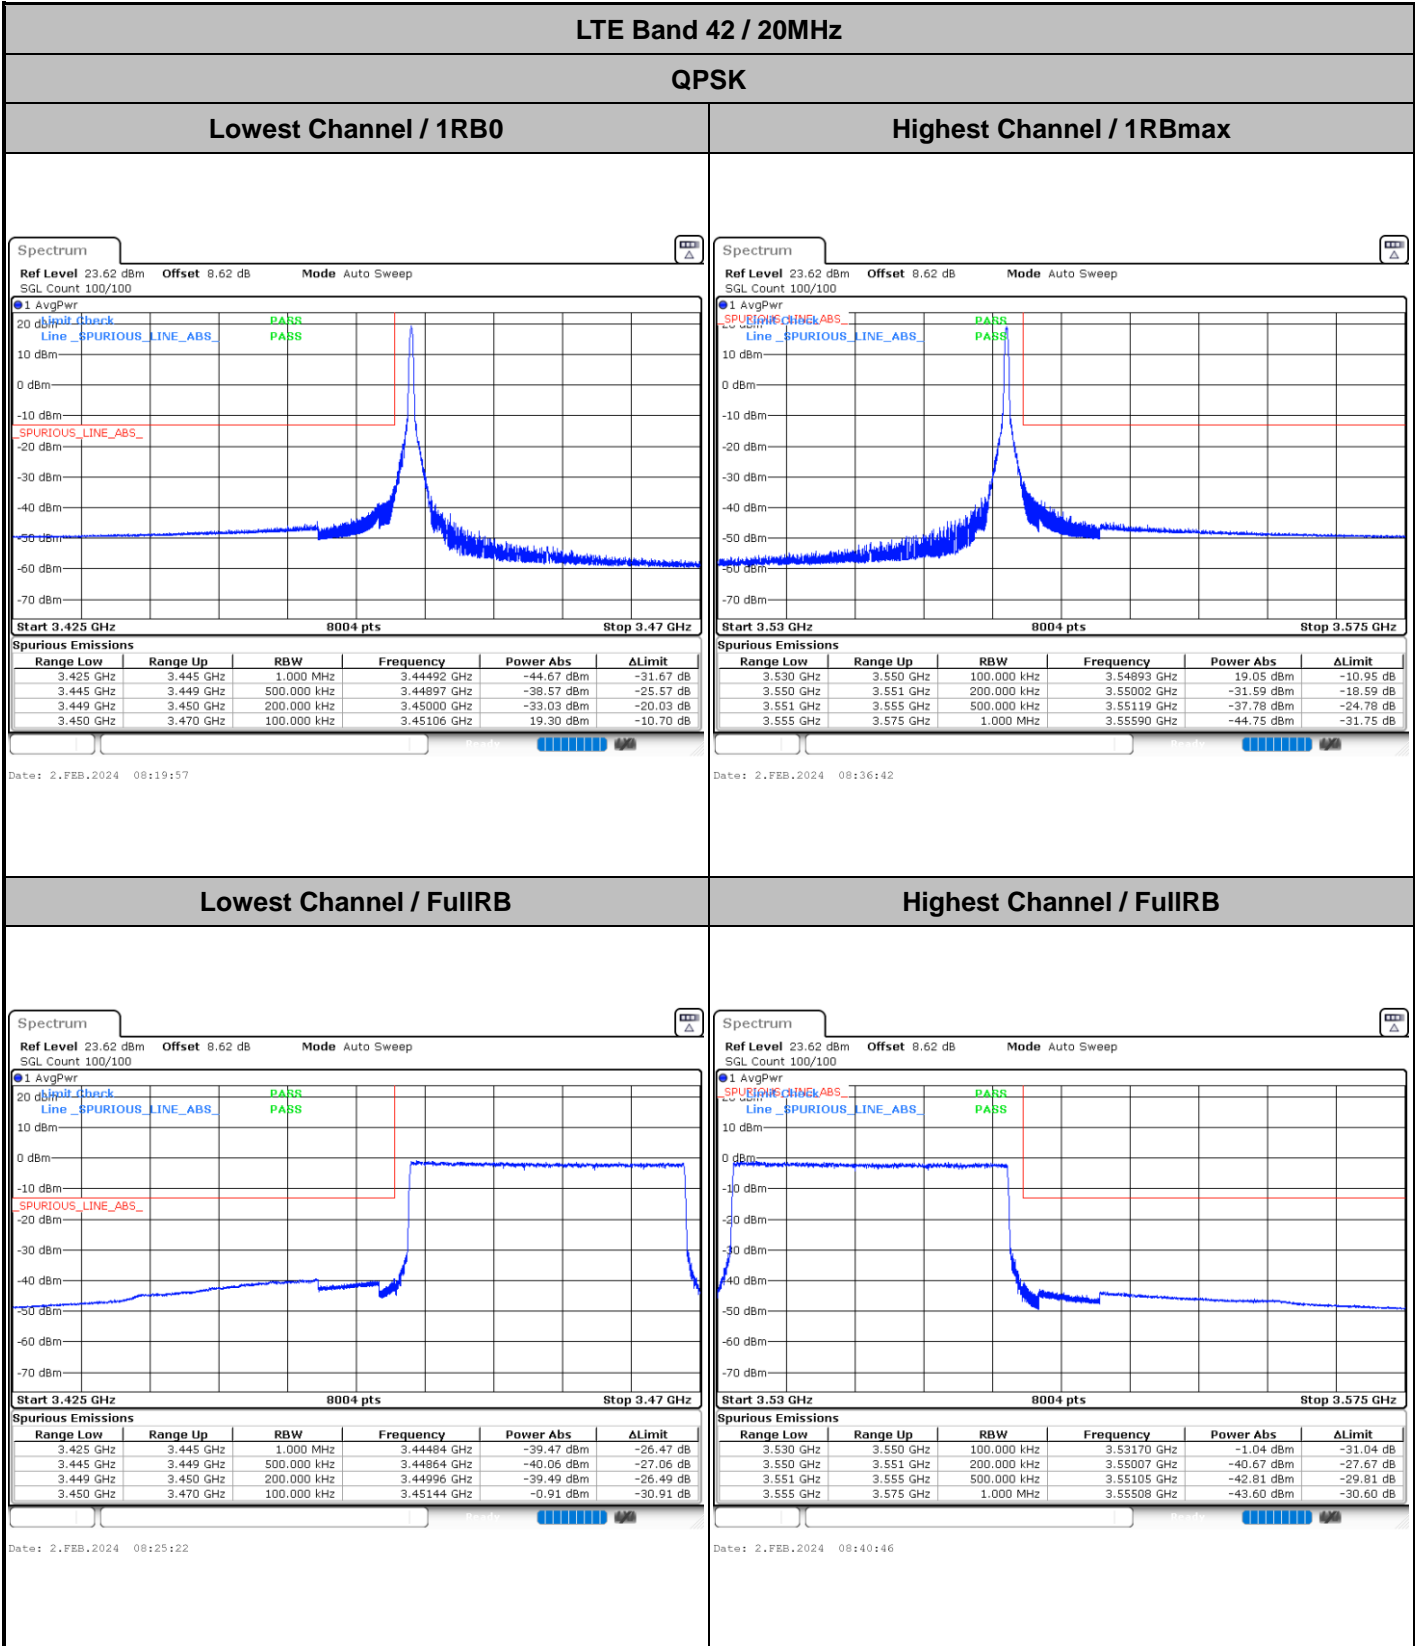 LTE Band 42 / 20MHz
QPSK
Lowest Channel / 1RB0
Highest Channel / 1RBmax
Spectrum
Ref Level 23.62 dBm Offset 8.62 dB Mode Auto Sweep
SGL Count 100/100
1 AvgPwr
Limit Check PASS
Line _SPURIOUS_LINE_ABS_ PASS
20 dBm
10 dBm
0 dBm
-10 dBm
_SPURIOUS_LINE_ABS_
-20 dBm
-30 dBm
-40 dBm
-50 dBm
-60 dBm
-70 dBm
Start 3.425 GHz 8004 pts Stop 3.47 GHz
Spurious Emissions
Range Low Range Up RBW Frequency Power Abs ΔLimit
3.425 GHz 3.445 GHz 1.000 MHz 3.44492 GHz -44.67 dBm -31.67 dB
3.445 GHz 3.449 GHz 500.000 kHz 3.44897 GHz -38.57 dBm -25.57 dB
3.449 GHz 3.450 GHz 200.000 kHz 3.45000 GHz -33.03 dBm -20.03 dB
3.450 GHz 3.470 GHz 100.000 kHz 3.45106 GHz 19.30 dBm -10.70 dB
Ready
Date: 2.FEB.2024 08:19:57
Spectrum
Ref Level 23.62 dBm Offset 8.62 dB Mode Auto Sweep
SGL Count 100/100
1 AvgPwr
_SPURIOUS_LINE_ABS_
Limit Check PASS
Line _SPURIOUS_LINE_ABS_ PASS
20 dBm
10 dBm
0 dBm
-10 dBm
-20 dBm
-30 dBm
-40 dBm
-50 dBm
-60 dBm
-70 dBm
Start 3.53 GHz 8004 pts Stop 3.575 GHz
Spurious Emissions
Range Low Range Up RBW Frequency Power Abs ΔLimit
3.530 GHz 3.550 GHz 100.000 kHz 3.54893 GHz 19.05 dBm -10.95 dB
3.550 GHz 3.551 GHz 200.000 kHz 3.55002 GHz -31.59 dBm -18.59 dB
3.551 GHz 3.555 GHz 500.000 kHz 3.55119 GHz -37.78 dBm -24.78 dB
3.555 GHz 3.575 GHz 1.000 MHz 3.55590 GHz -44.75 dBm -31.75 dB
Ready
Date: 2.FEB.2024 08:36:42
Lowest Channel / FullRB
Highest Channel / FullRB
Spectrum
Ref Level 23.62 dBm Offset 8.62 dB Mode Auto Sweep
SGL Count 100/100
1 AvgPwr
Limit Check PASS
Line _SPURIOUS_LINE_ABS_ PASS
20 dBm
10 dBm
0 dBm
-10 dBm
_SPURIOUS_LINE_ABS_
-20 dBm
-30 dBm
-40 dBm
-50 dBm
-60 dBm
-70 dBm
Start 3.425 GHz 8004 pts Stop 3.47 GHz
Spurious Emissions
Range Low Range Up RBW Frequency Power Abs ΔLimit
3.425 GHz 3.445 GHz 1.000 MHz 3.44484 GHz -39.47 dBm -26.47 dB
3.445 GHz 3.449 GHz 500.000 kHz 3.44864 GHz -40.06 dBm -27.06 dB
3.449 GHz 3.450 GHz 200.000 kHz 3.44996 GHz -39.49 dBm -26.49 dB
3.450 GHz 3.470 GHz 100.000 kHz 3.45144 GHz -0.91 dBm -30.91 dB
Ready
Date: 2.FEB.2024 08:25:22
Spectrum
Ref Level 23.62 dBm Offset 8.62 dB Mode Auto Sweep
SGL Count 100/100
1 AvgPwr
_SPURIOUS_LINE_ABS_
Limit Check PASS
Line _SPURIOUS_LINE_ABS_ PASS
20 dBm
10 dBm
0 dBm
-10 dBm
-20 dBm
-30 dBm
-40 dBm
-50 dBm
-60 dBm
-70 dBm
Start 3.53 GHz 8004 pts Stop 3.575 GHz
Spurious Emissions
Range Low Range Up RBW Frequency Power Abs ΔLimit
3.530 GHz 3.550 GHz 100.000 kHz 3.53170 GHz -1.04 dBm -31.04 dB
3.550 GHz 3.551 GHz 200.000 kHz 3.55007 GHz -40.67 dBm -27.67 dB
3.551 GHz 3.555 GHz 500.000 kHz 3.55105 GHz -42.81 dBm -29.81 dB
3.555 GHz 3.575 GHz 1.000 MHz 3.55508 GHz -43.60 dBm -30.60 dB
Ready
Date: 2.FEB.2024 08:40:46